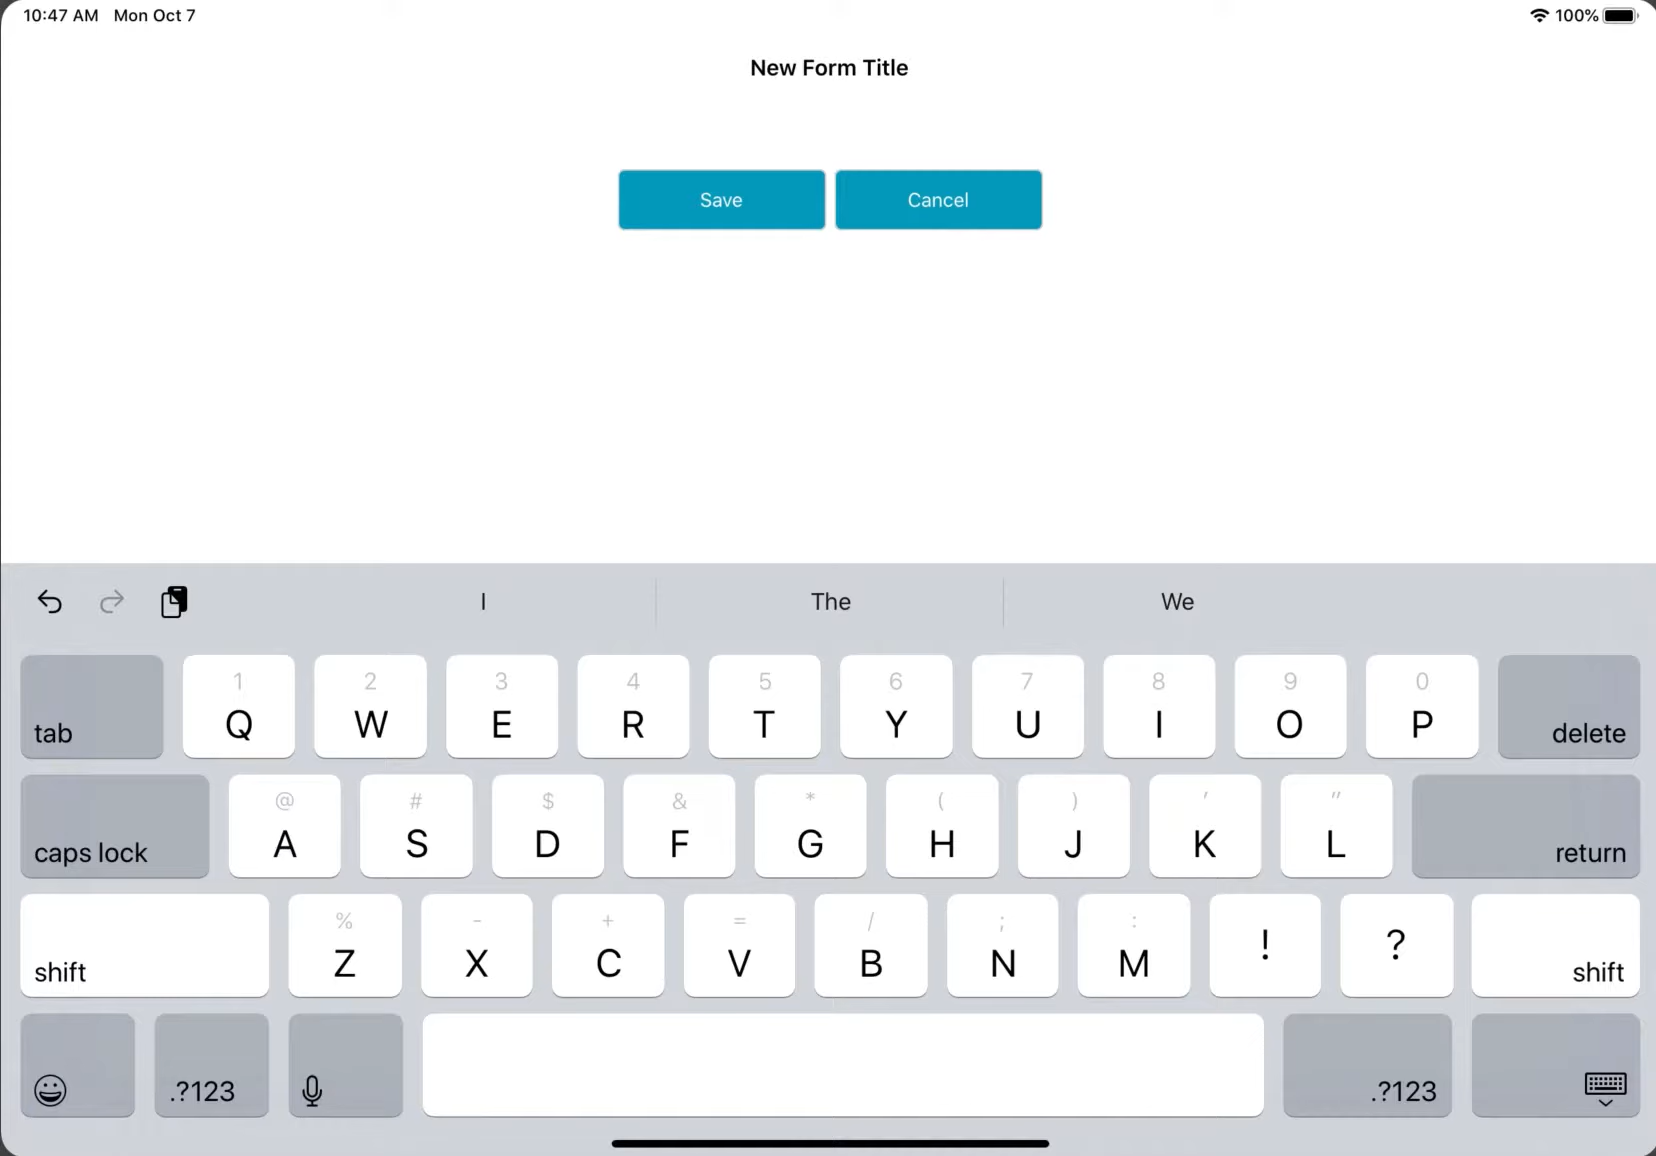 10:47 AM Mon Oct 7 100%
New Form Title
Save Cancel
I The We
1 2 3 4 5 6 7 8 9 0
tab Q W E R T Y U I O P delete
@ # $ & * ( ) ' "
caps lock A S D F G H J K L return
% - + = / ; :
shift Z X C V B N M ! ? shift
.?123 .?123